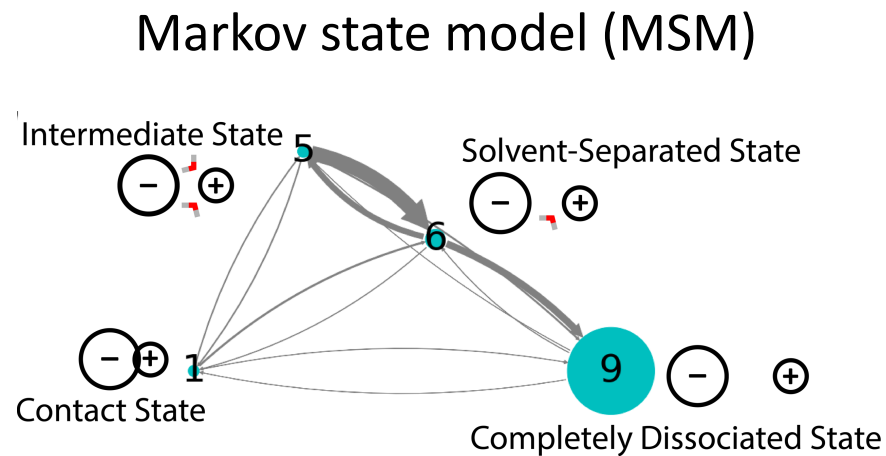 Markov state model (MSM)
Intermediate State
5
Solvent-Separated State
−
+
−
+
6
−
+
1
9
−
+
Contact State
Completely Dissociated State